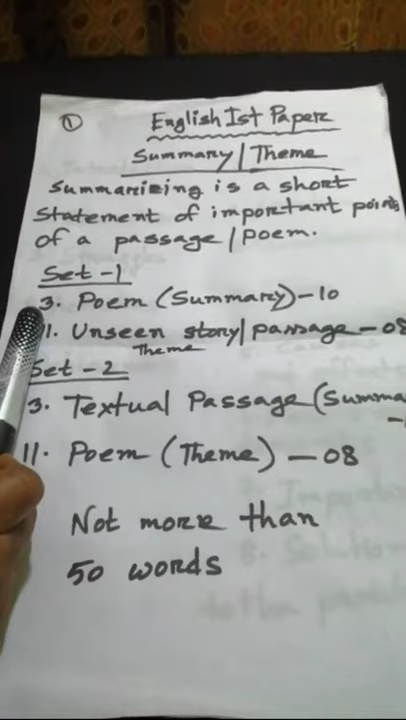 ①
English Ist Paper
Summary/Theme
Summarizing is a short
statement of important points
of a passage/poem.
Set-1
3. Poem (Summary)-10
11. Unseen story/passage-08
Theme
Set-2
3. Textual Passage (Summa
11. Poem (Theme)-08
Not more than
50 words